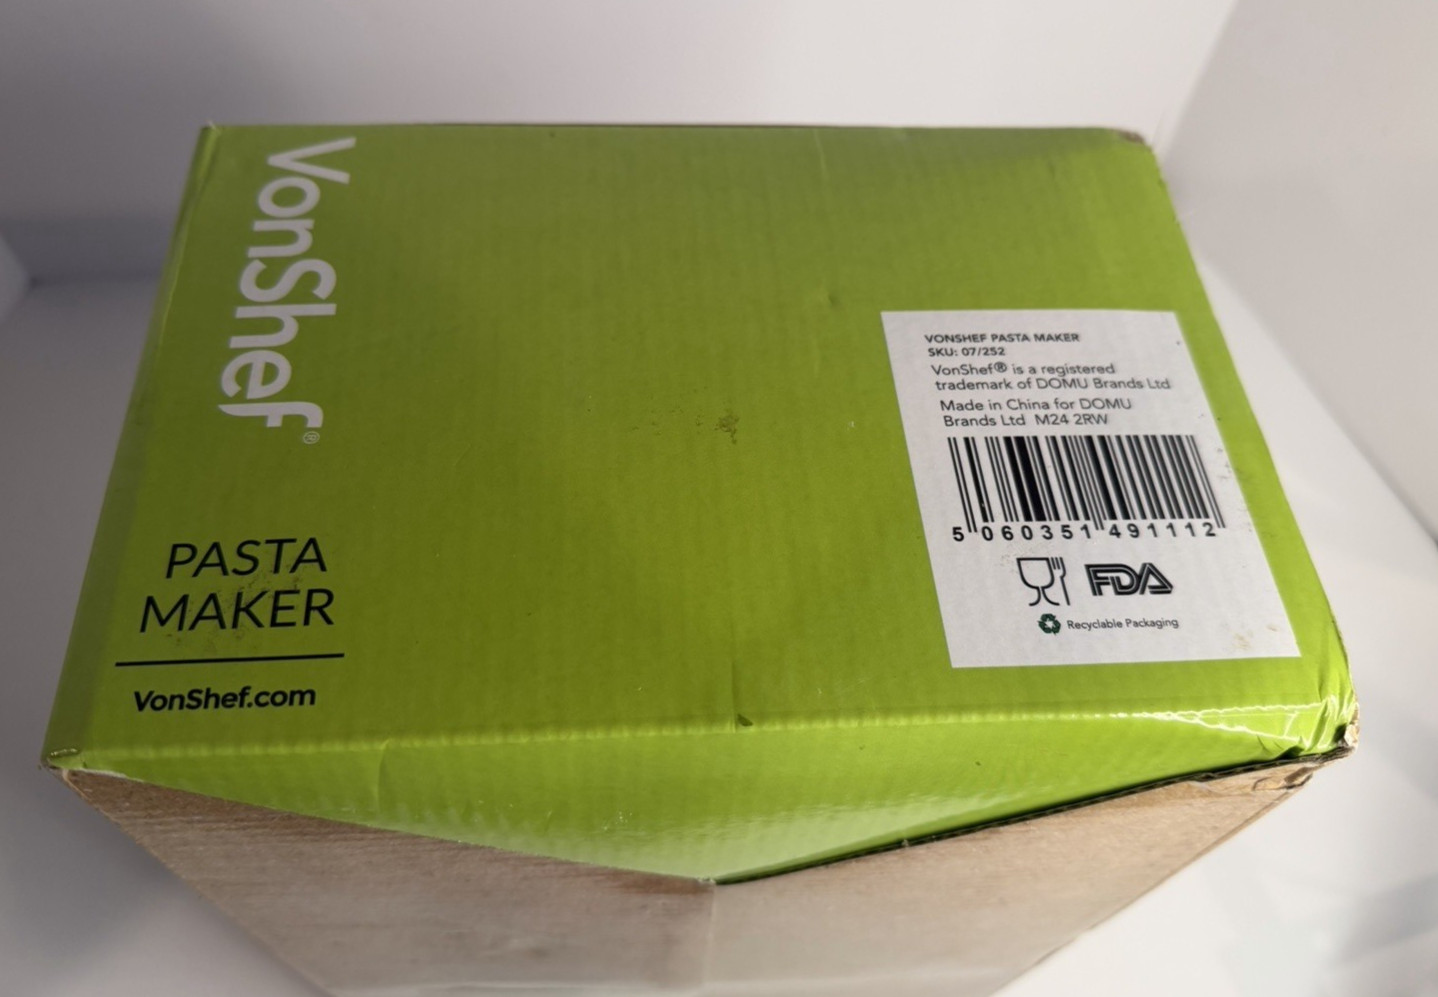 VonShef®
PASTA
MAKER
VonShef.com
VONSHEF PASTA MAKER
SKU: 07/252
VonShef® is a registered
trademark of DOMU Brands Ltd
Made in China for DOMU
Brands Ltd M24 2RW
5 060351 491112
FDA
Recyclable Packaging